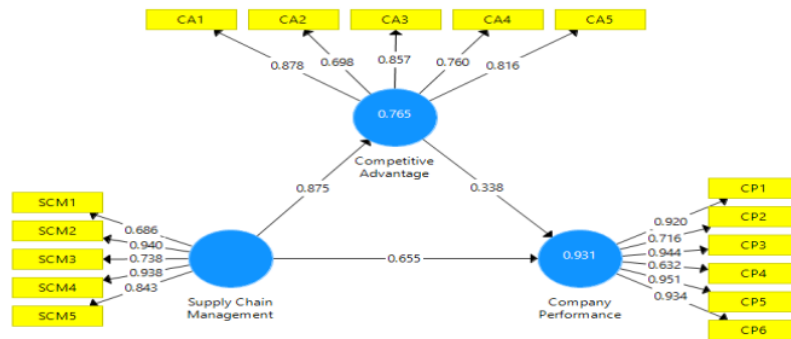 CA1
CA2
CA3
CA4
CA5
0.878
0.698
0.857
0.760
0.816
0.765
Competitive
Advantage
0.875
0.338
SCM1
SCM2
SCM3
SCM4
SCM5
0.686
0.940
0.738
0.938
0.843
Supply Chain
Management
0.655
0.931
Company
Performance
0.920
0.716
0.944
0.632
0.951
0.934
CP1
CP2
CP3
CP4
CP5
CP6